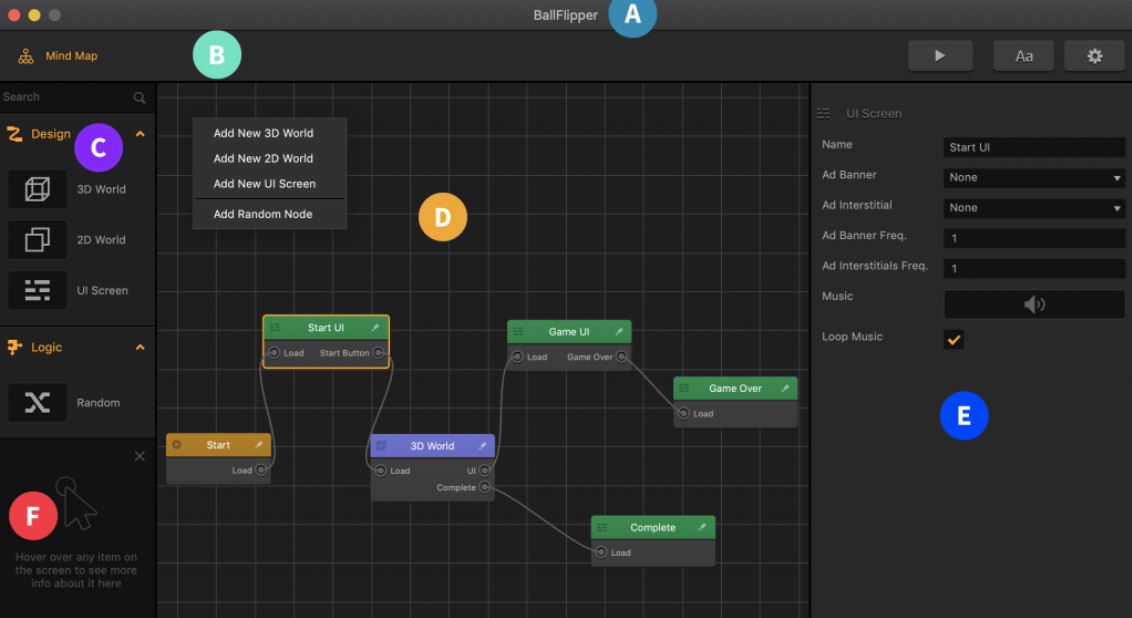 BallFlipper
A
Mind Map
B
Aa
Search
Design
C
3D World
2D World
UI Screen
Logic
Random
F
Hover over any item on
the screen to see more
info about it here
Add New 3D World
Add New 2D World
Add New UI Screen
Add Random Node
D
Start UI
Load Start Button
Game UI
Load Game Over
Game Over
Load
Start
Load
3D World
Load UI
Complete
Complete
Load
UI Screen
Name Start UI
Ad Banner None
Ad Interstitial None
Ad Banner Freq. 1
Ad Interstitials Freq. 1
Music
Loop Music
E